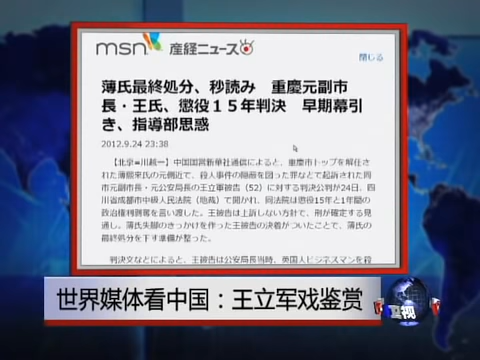 msn 産経ニュース
閉じる
薄氏最終処分、秒読み 重慶元副市
長・王氏、懲役１５年判決 早期幕引
き、指導部思惑
2012.9.24 23:38
【北京＝川越一】中国国営新華社通信によると、重慶市トップを解任さ
れた薄熙来氏の元側近で、殺人事件の隠蔽を図った罪などで起訴された同
市元副市長・元公安局長の王立軍被告（52）に対する判決公判が24日、四
川省成都市中級人民法院（地裁）で開かれ、同法院は懲役15年と1年間の
政治権利剥奪を言い渡した。王被告は上訴しない方針で、刑が確定する見
通し。薄氏失脚のきっかけを作った王被告の決着がついたことで、薄氏の
最終処分を下す準備が整った。
判決文などによると、王被告は公安局長当時、英国人ビジネスマンを殺
世界媒体看中国：王立军戏鉴赏
卫视